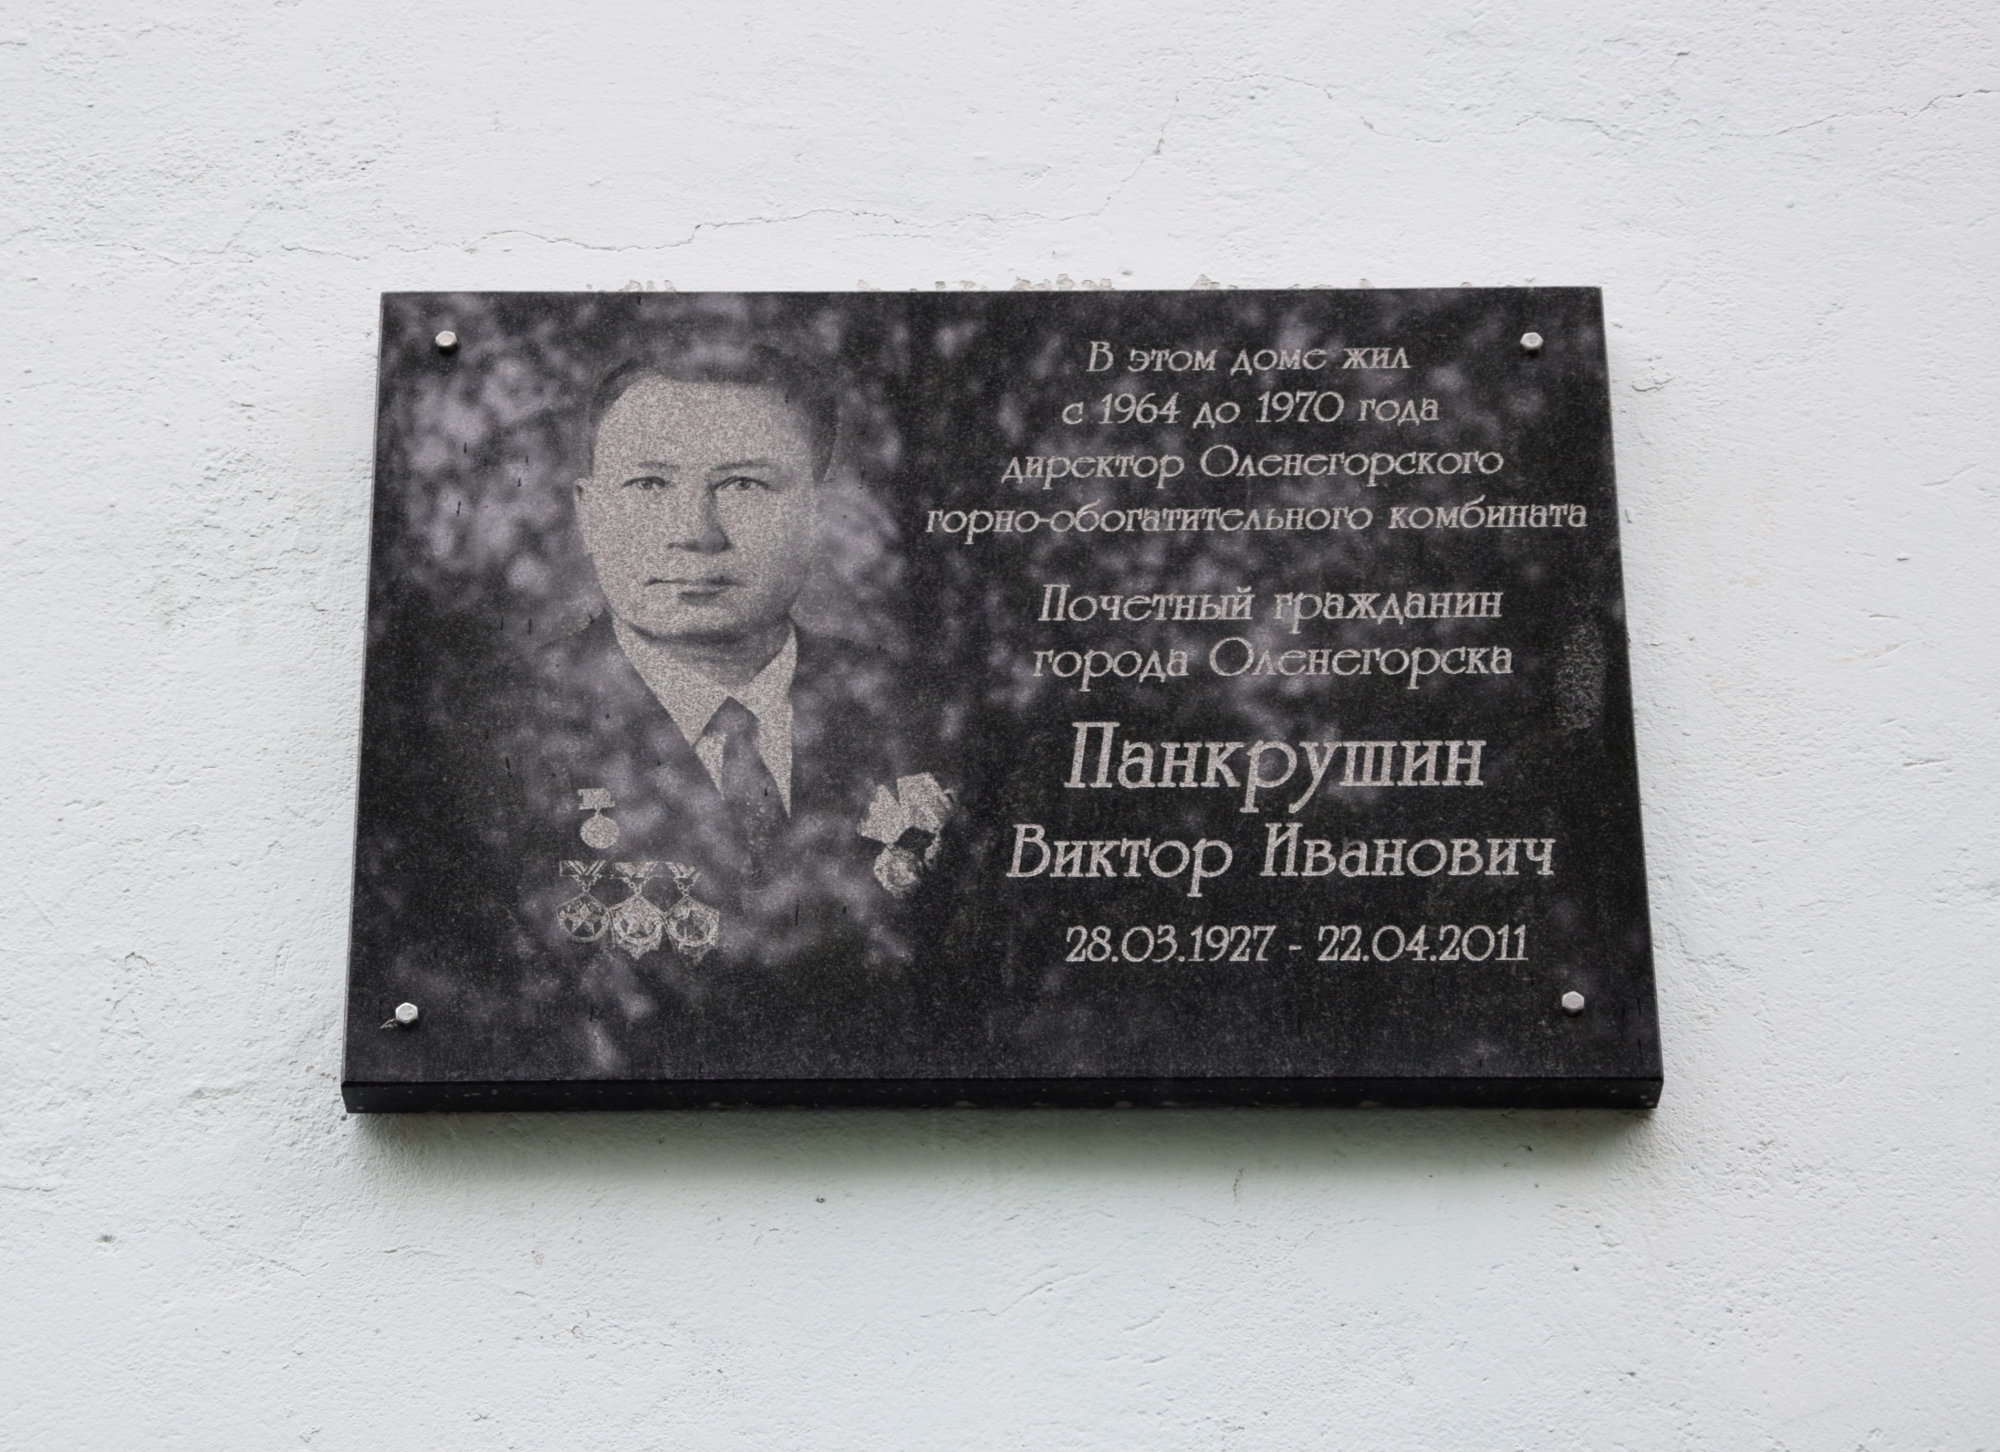 В этом доме жил
с 1964 до 1970 года
директор Оленегорского
горно-обогатительного комбината
Почетный гражданин
города Оленегорска
Панкрушин
Виктор Иванович
28.03.1927 - 22.04.2011